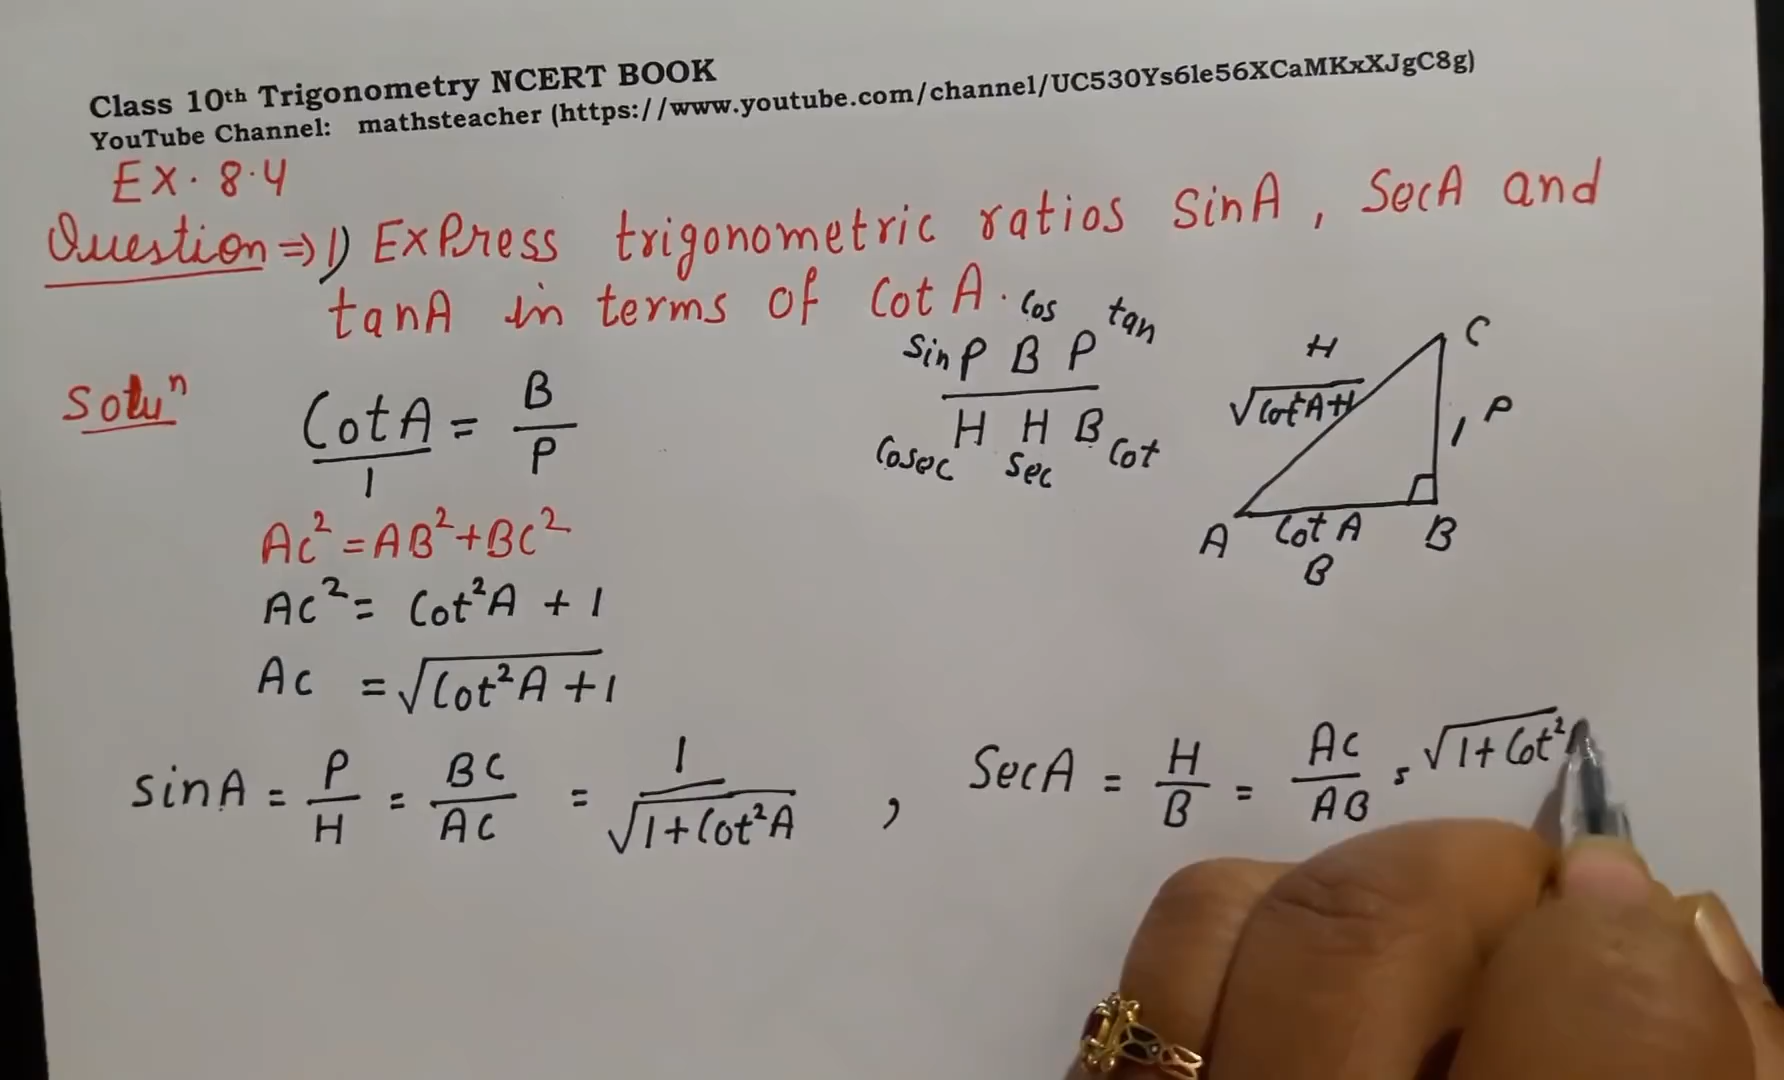 Class 10th Trigonometry NCERT BOOK
YouTube Channel: mathsteacher (https://www.youtube.com/channel/UC530Ys6le56XCaMKxXJgC8g)
EX. 8.4
Question ⇒ 1) ExPress trigonometric ratios SinA, SecA and
tanA in terms of Cot A.
Cos tan
Sin P B P
H H B
Cosec Sec Cot
H C
√Cot²A+1
P
1
A Cot A B
B
Soluⁿ
CotA/1 = B/P
AC² = AB² + BC²
AC² = Cot²A + 1
AC = √Cot²A + 1
sinA = P/H = BC/AC = 1/√1+Cot²A , SecA = H/B = AC/AB = √1+Cot²